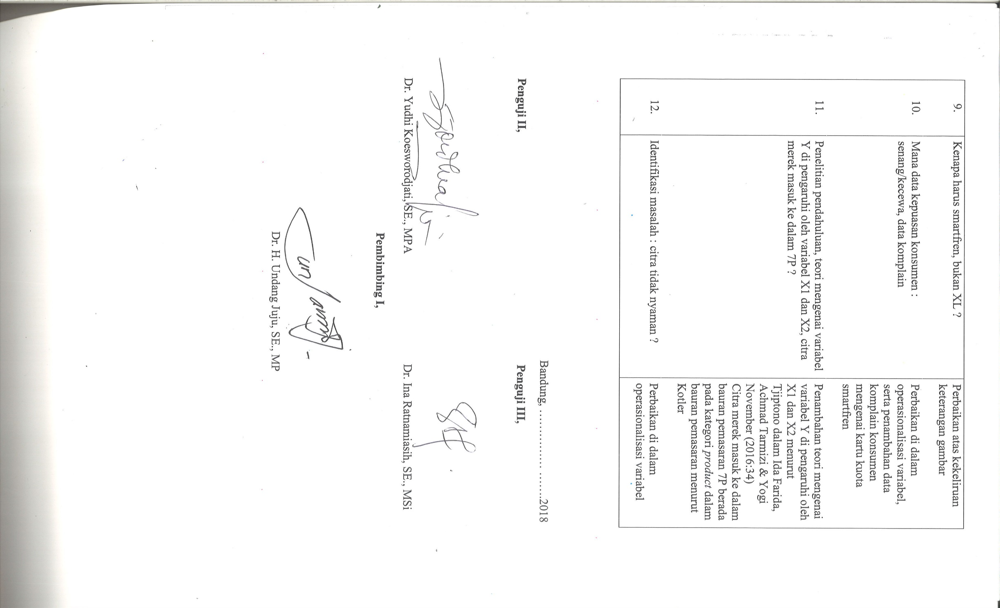 9.
Kenapa harus smartfren, bukan XL ?
Perbaikan atas kekeliruan
keterangan gambar
10.
Mana data kepuasan konsumen :
senang/kecewa, data komplain
Perbaikan di dalam
operasionalisasi variabel,
serta penambahan data
komplain konsumen
mengenai kartu kuota
smartfren
11.
Penelitian pendahuluan, teori mengenai variabel
Y di pengaruhi oleh variabel X1 dan X2, citra
merek masuk ke dalam 7P ?
Penambahan teori mengenai
variabel Y di pengaruhi oleh
X1 dan X2 menurut
Tjiptono dalam Ida Farida,
Achmad Tarmizi & Yogi
November (2016:34)
Citra merek masuk ke dalam
bauran pemasaran 7P berada
pada kategori product dalam
bauran pemasaran menurut
Kotler
12.
Identifikasi masalah : citra tidak nyaman ?
Perbaikan di dalam
operasionalisasi variabel
Bandung, ........................2018
Penguji II,
Penguji III,
Dr. Yudhi Koesworodjati, SE., MPA
Dr. Ina Ratnamiasih, SE., MSi
Pembimbing I,
Dr. H. Undang Juju, SE., MP